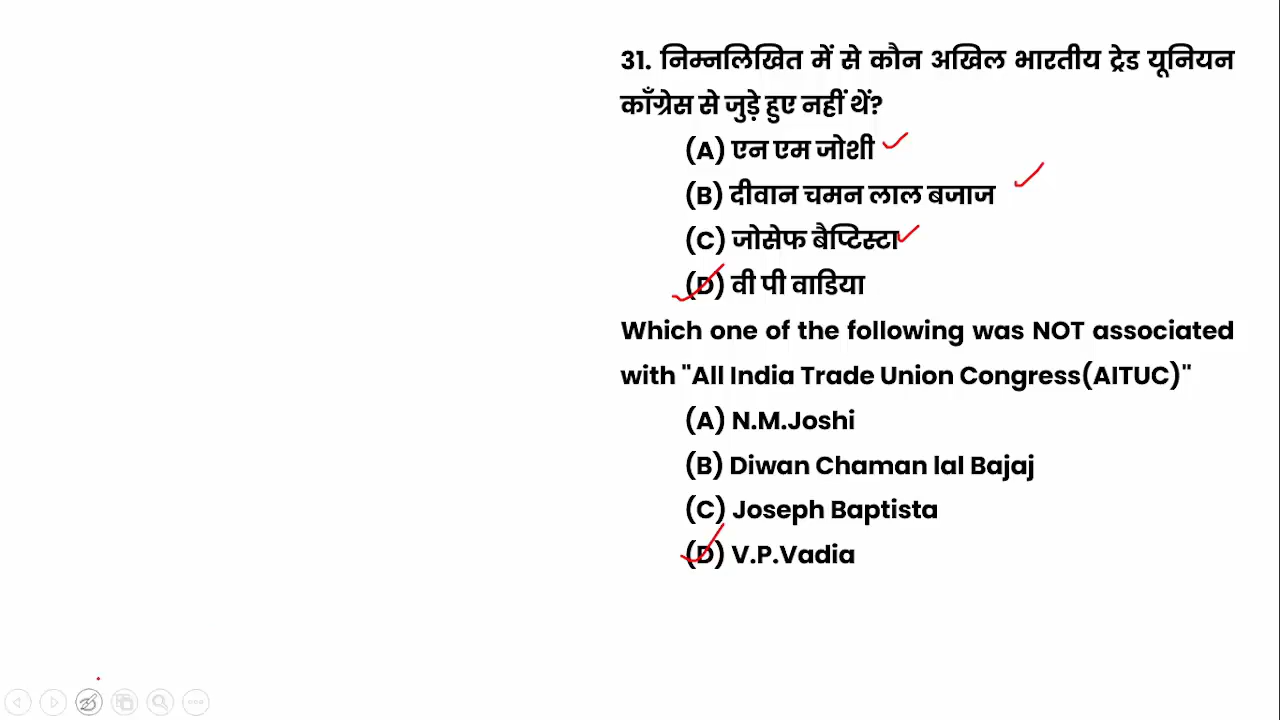 31. निम्नलिखित में से कौन अखिल भारतीय ट्रेड यूनियन
काँग्रेस से जुड़े हुए नहीं थें?
(A) एन एम जोशी
(B) दीवान चमन लाल बजाज
(C) जोसेफ बैप्टिस्टा
(D) वी पी वाडिया
Which one of the following was NOT associated
with "All India Trade Union Congress(AITUC)"
(A) N.M.Joshi
(B) Diwan Chaman lal Bajaj
(C) Joseph Baptista
(D) V.P.Vadia